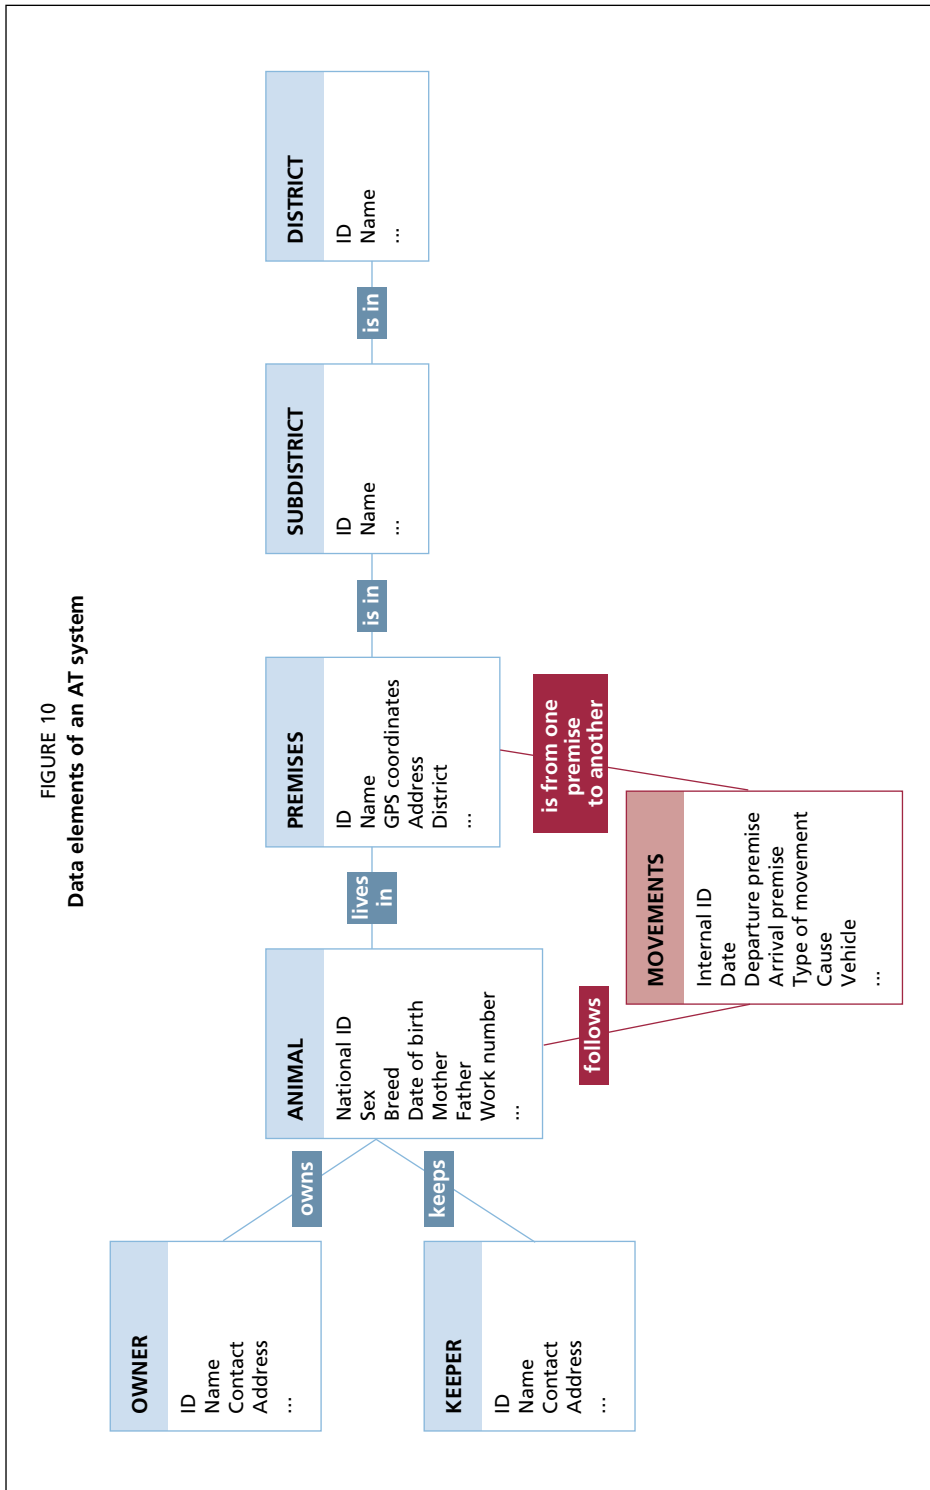 FIGURE 10
Data elements of an AT system
OWNER
ID
Name
Contact
Address
...
KEEPER
ID
Name
Contact
Address
...
owns
keeps
ANIMAL
National ID
Sex
Breed
Date of birth
Mother
Father
Work number
...
lives
in
follows
PREMISES
ID
Name
GPS coordinates
Address
District
...
is from one
premise
to another
MOVEMENTS
Internal ID
Date
Departure premise
Arrival premise
Type of movement
Cause
Vehicle
...
is in
SUBDISTRICT
ID
Name
...
is in
DISTRICT
ID
Name
...